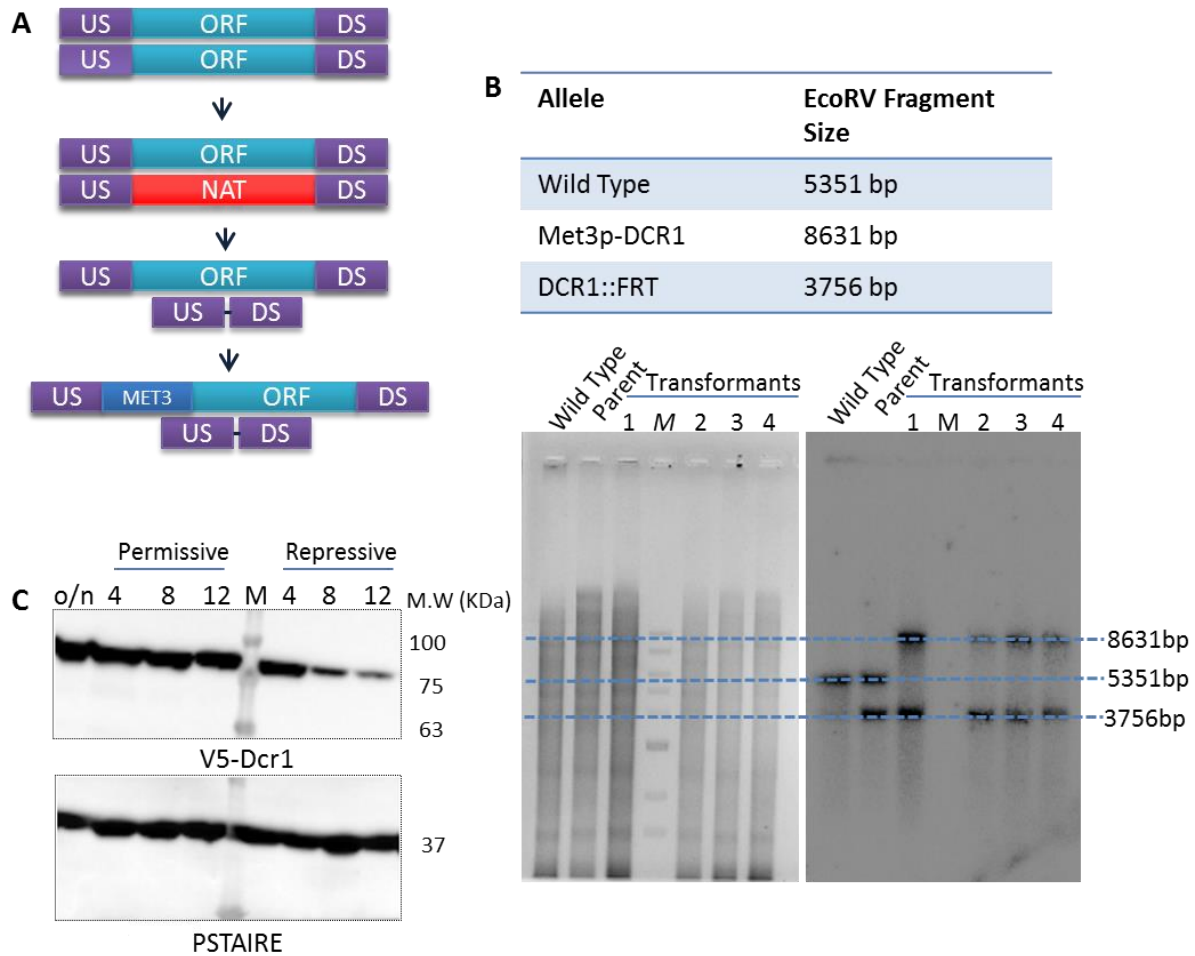 A
US ORF DS
US ORF DS
US ORF DS
US NAT DS
US ORF DS
US DS
US MET3 ORF DS
US DS
B
Allele EcoRV Fragment Size
Wild Type 5351 bp
Met3p-DCR1 8631 bp
DCR1::FRT 3756 bp
Wild Type Parent Transformants
1 M 2 3 4
Wild Type Parent Transformants
1 M 2 3 4
8631bp
5351bp
3756bp
C
Permissive Repressive
o/n 4 8 12 M 4 8 12 M.W (KDa)
100
75
63
V5-Dcr1
37
PSTAIRE